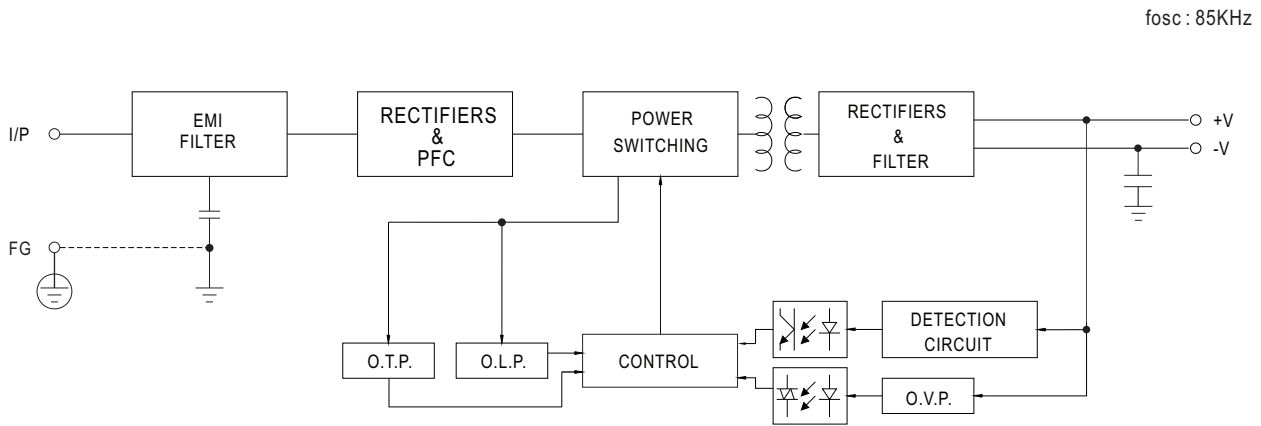 fosc : 85KHz
I/P
EMI
FILTER
RECTIFIERS
&
PFC
POWER
SWITCHING
RECTIFIERS
&
FILTER
+V
-V
FG
O.T.P.
O.L.P.
CONTROL
DETECTION
CIRCUIT
O.V.P.